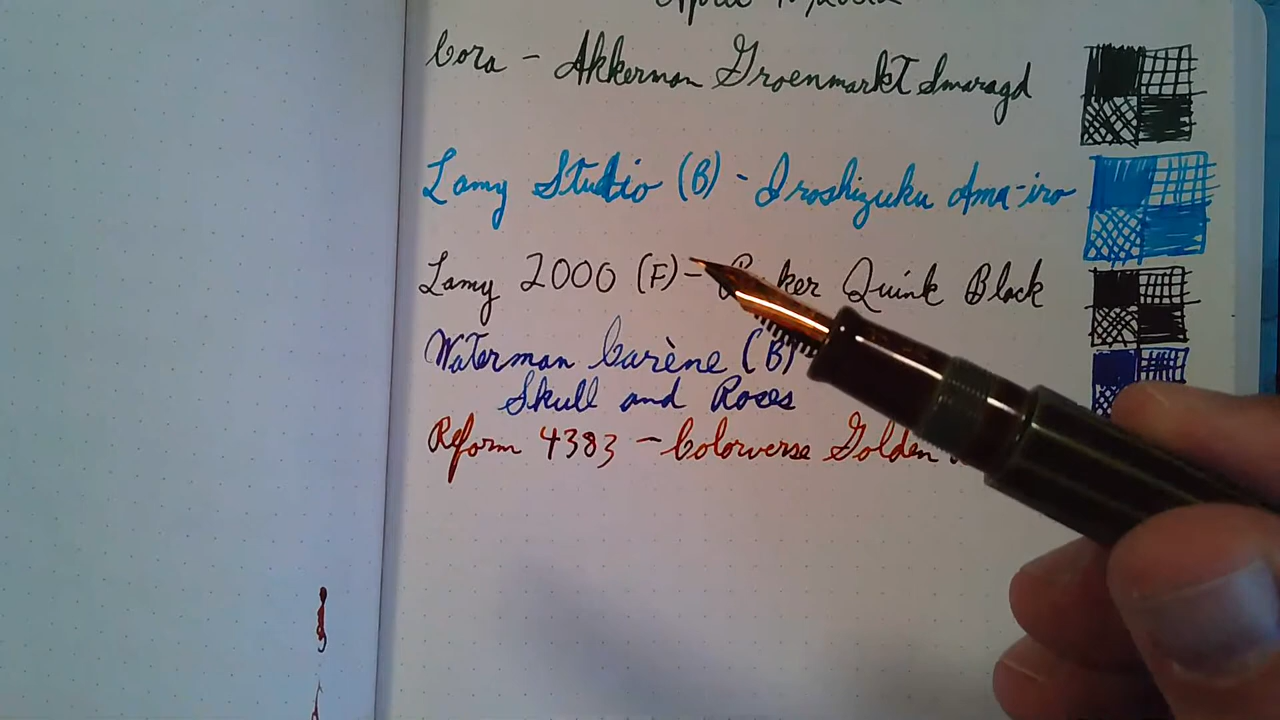 Cora - Akkerman Groenmarkt Smaragd
Lamy Studio (B) - Iroshizuku Ama-iro
Lamy 2000 (F) - Quink Black
Waterman Carène (B)
Skull and Roses
Reform 4383 - Colorverse Golden